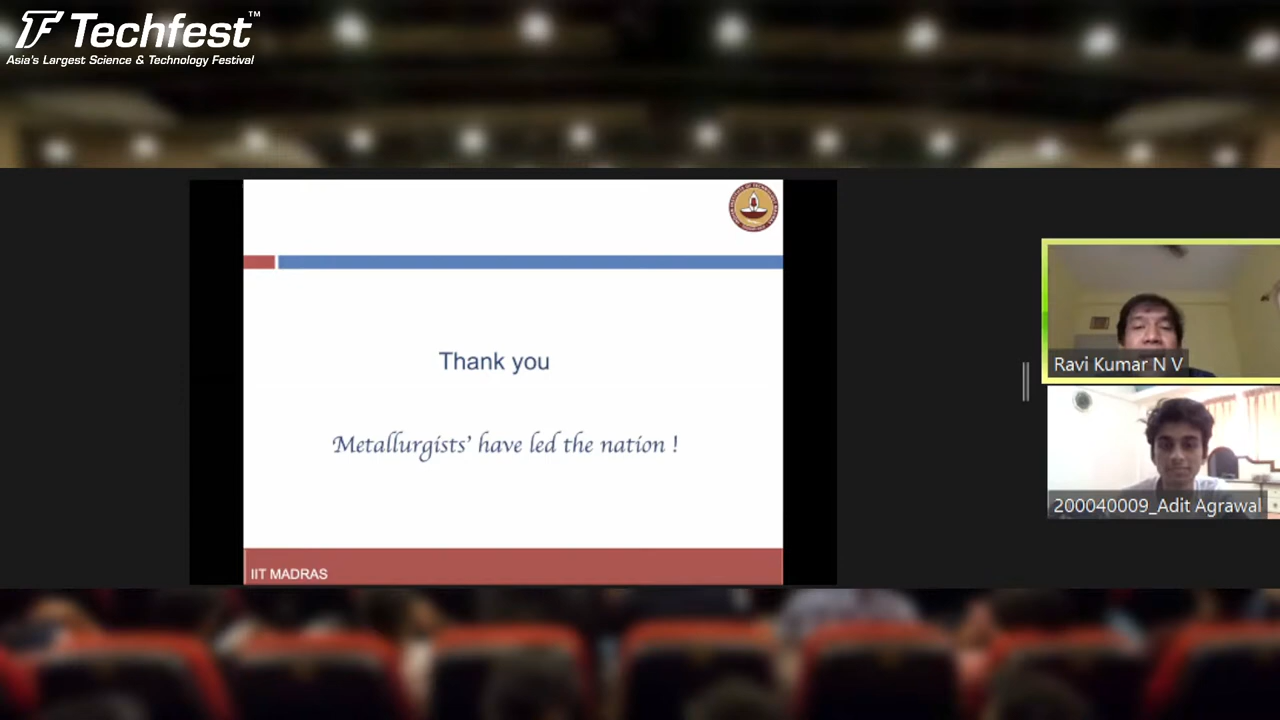 Techfest™
Asia's Largest Science & Technology Festival
Thank you
Metallurgists' have led the nation !
IIT MADRAS
Ravi Kumar N V
200040009_Adit Agrawal